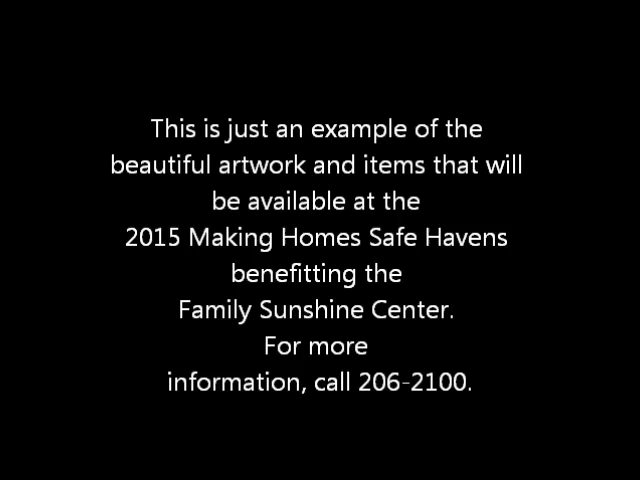 This is just an example of the
beautiful artwork and items that will
be available at the
2015 Making Homes Safe Havens
benefitting the
Family Sunshine Center.
For more
information, call 206-2100.